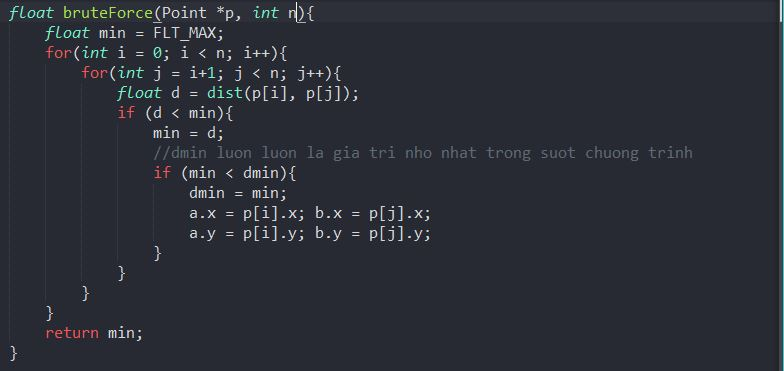 float bruteForce(Point *p, int n){
    float min = FLT_MAX;
    for(int i = 0; i < n; i++){
        for(int j = i+1; j < n; j++){
            float d = dist(p[i], p[j]);
            if (d < min){
                min = d;
                //dmin luon luon la gia tri nho nhat trong suot chuong trinh
                if (min < dmin){
                    dmin = min;
                    a.x = p[i].x; b.x = p[j].x;
                    a.y = p[i].y; b.y = p[j].y;
                }
            }
        }
    }
    return min;
}